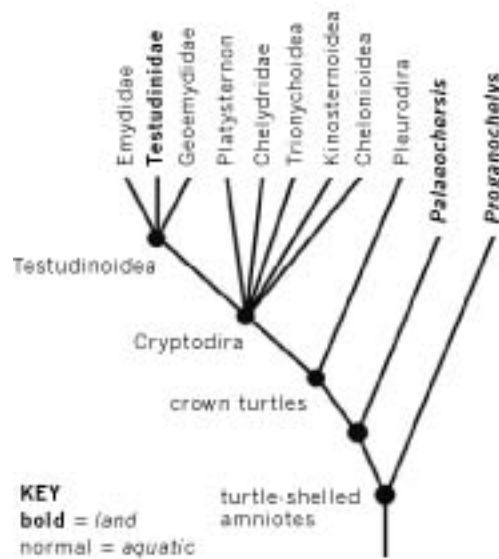 Emydidae
Testudinidae
Geoemydidae
Platysternon
Chelydridae
Trionychoidea
Kinosternoidea
Chelonioidea
Pleurodira
Palaeochersis
Proganochelys
Testudinoidea
Cryptodira
crown turtles
turtle-shelled
amniotes
KEY
bold = land
normal = aquatic